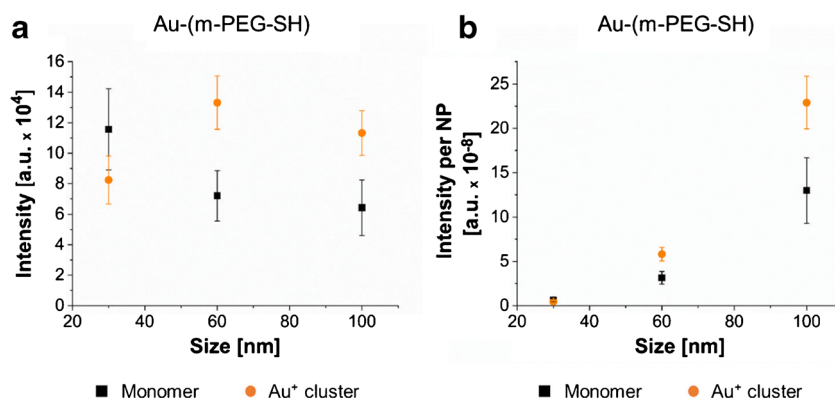 a
Au-(m-PEG-SH)
Intensity [a.u. x 10⁴]
16
14
12
10
8
6
4
2
0
20
40
60
80
100
Size [nm]
Monomer
Au⁺ cluster
b
Au-(m-PEG-SH)
Intensity per NP
[a.u. x 10⁻⁸]
25
20
15
10
5
0
20
40
60
80
100
Size [nm]
Monomer
Au⁺ cluster